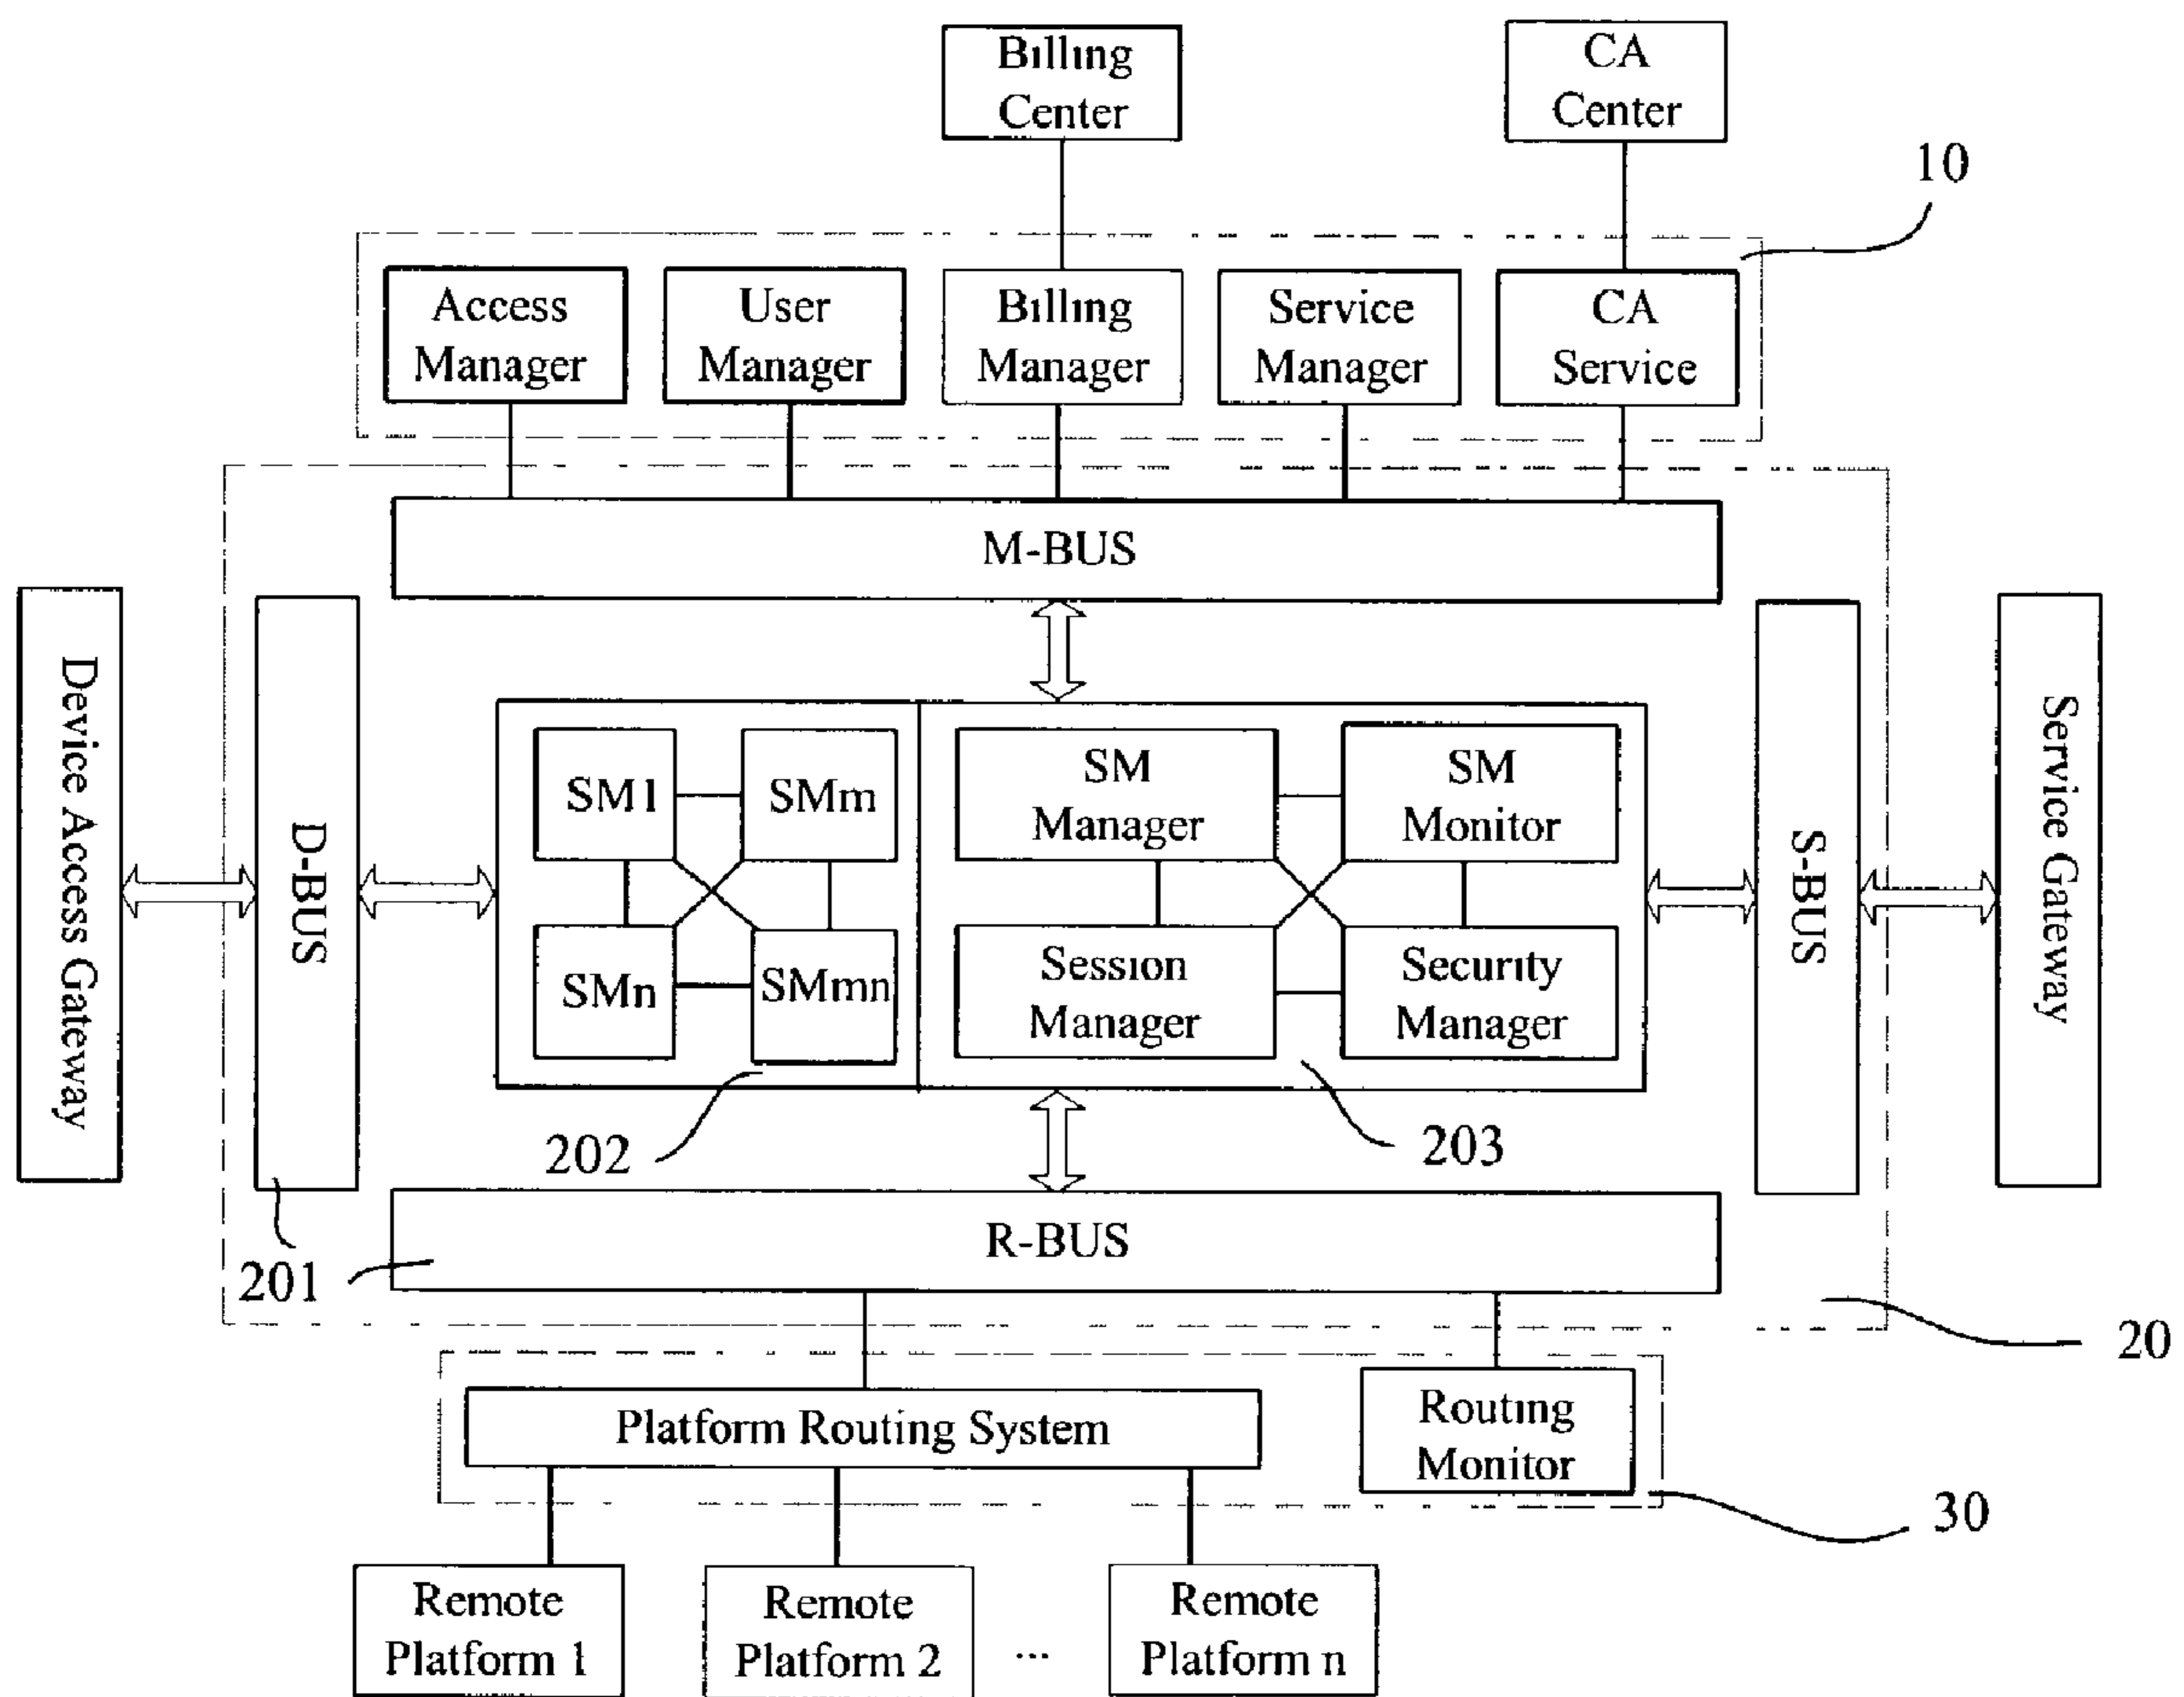 Billing
Center
CA
Center
10
Access
Manager
User
Manager
Billing
Manager
Service
Manager
CA
Service
M-BUS
Device Access Gateway
D-BUS
SM1
SMm
SMn
SMmn
SM
Manager
SM
Monitor
Session
Manager
Security
Manager
S-BUS
Service Gateway
202
203
201
R-BUS
20
Platform Routing System
Routing
Monitor
30
Remote
Platform 1
Remote
Platform 2
...
Remote
Platform n